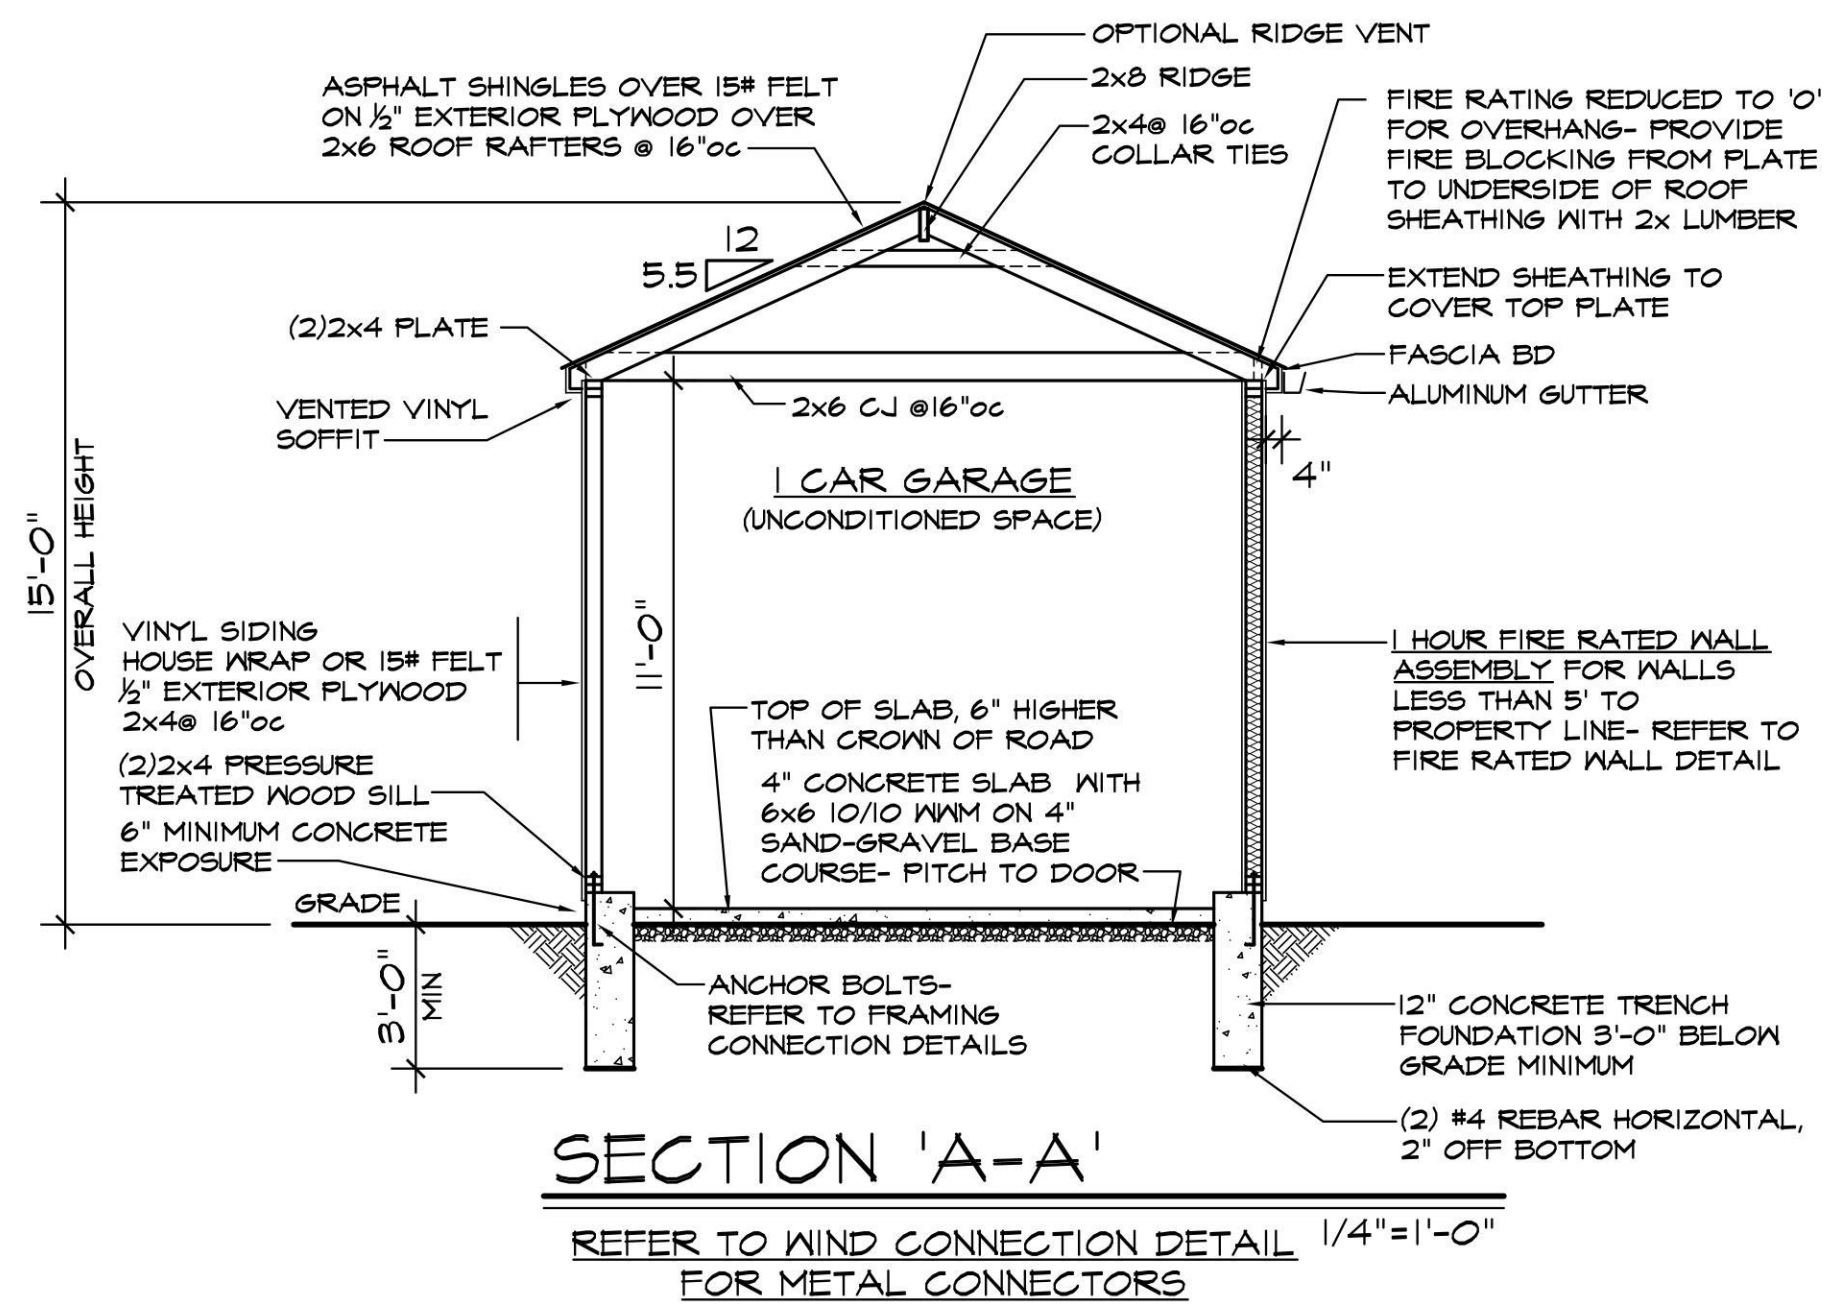 OPTIONAL RIDGE VENT
2x8 RIDGE
2x4@ 16"oc
COLLAR TIES
ASPHALT SHINGLES OVER 15# FELT
ON ½" EXTERIOR PLYWOOD OVER
2x6 ROOF RAFTERS @ 16"oc
FIRE RATING REDUCED TO 'O'
FOR OVERHANG- PROVIDE
FIRE BLOCKING FROM PLATE
TO UNDERSIDE OF ROOF
SHEATHING WITH 2x LUMBER
12
5.5
EXTEND SHEATHING TO
COVER TOP PLATE
(2)2x4 PLATE
FASCIA BD
ALUMINUM GUTTER
VENTED VINYL
SOFFIT
2x6 CJ @16"oc
4"
1 CAR GARAGE
(UNCONDITIONED SPACE)
15'-0"
OVERALL HEIGHT
11'-0"
VINYL SIDING
HOUSE WRAP OR 15# FELT
½" EXTERIOR PLYWOOD
2x4@ 16"oc
(2)2x4 PRESSURE
TREATED WOOD SILL
6" MINIMUM CONCRETE
EXPOSURE
GRADE
1 HOUR FIRE RATED WALL
ASSEMBLY FOR WALLS
LESS THAN 5' TO
PROPERTY LINE- REFER TO
FIRE RATED WALL DETAIL
TOP OF SLAB, 6" HIGHER
THAN CROWN OF ROAD
4" CONCRETE SLAB WITH
6x6 10/10 WWM ON 4"
SAND-GRAVEL BASE
COURSE- PITCH TO DOOR
3'-0"
MIN
ANCHOR BOLTS-
REFER TO FRAMING
CONNECTION DETAILS
12" CONCRETE TRENCH
FOUNDATION 3'-0" BELOW
GRADE MINIMUM
(2) #4 REBAR HORIZONTAL,
2" OFF BOTTOM
SECTION 'A-A'
1/4"=1'-0"
REFER TO WIND CONNECTION DETAIL
FOR METAL CONNECTORS